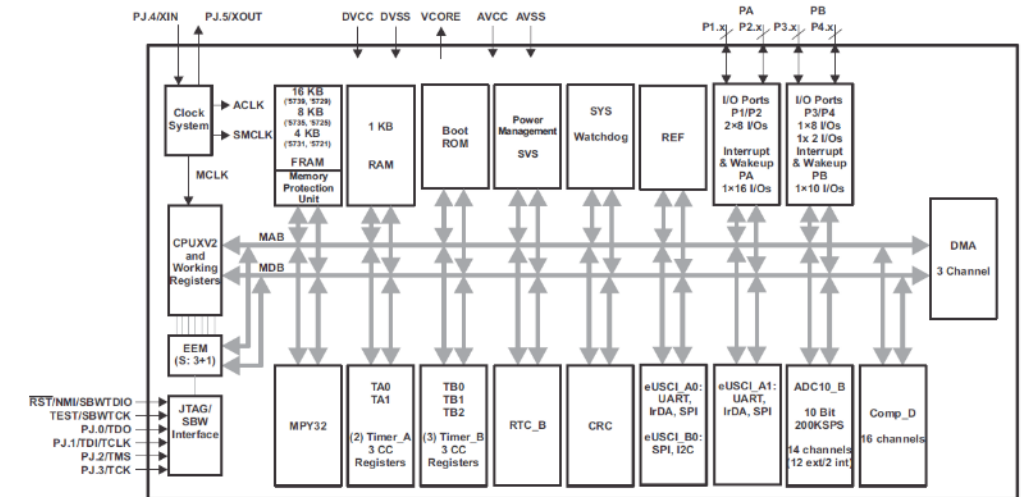 PJ.4/XIN
PJ.5/XOUT
DVCC
DVSS
VCORE
AVCC
AVSS
PA
P1.x
P2.x
PB
P3.x
P4.x
Clock
System
ACLK
SMCLK
MCLK
16 KB
('5739, '5729)
8 KB
('5735, '5725)
4 KB
('5731, '5721)
FRAM
Memory
Protection
Unit
1 KB
RAM
Boot
ROM
Power
Management
SVS
SYS
Watchdog
REF
I/O Ports
P1/P2
2×8 I/Os
Interrupt
& Wakeup
PA
1×16 I/Os
I/O Ports
P3/P4
1×8 I/Os
1x 2 I/Os
Interrupt
& Wakeup
PB
1×10 I/Os
CPUXV2
and
Working
Registers
MAB
MDB
DMA
3 Channel
EEM
(S: 3+1)
RST/NMI/SBWTDIO
TEST/SBWTCK
PJ.0/TDO
PJ.1/TDI/TCLK
PJ.2/TMS
PJ.3/TCK
JTAG/
SBW
Interface
MPY32
TA0
TA1
(2) Timer_A
3 CC
Registers
TB0
TB1
TB2
(3) Timer_B
3 CC
Registers
RTC_B
CRC
eUSCI_A0:
UART,
IrDA, SPI
eUSCI_B0:
SPI, I2C
eUSCI_A1:
UART,
IrDA, SPI
ADC10_B
10 Bit
200KSPS
14 channels
(12 ext/2 int)
Comp_D
16 channels